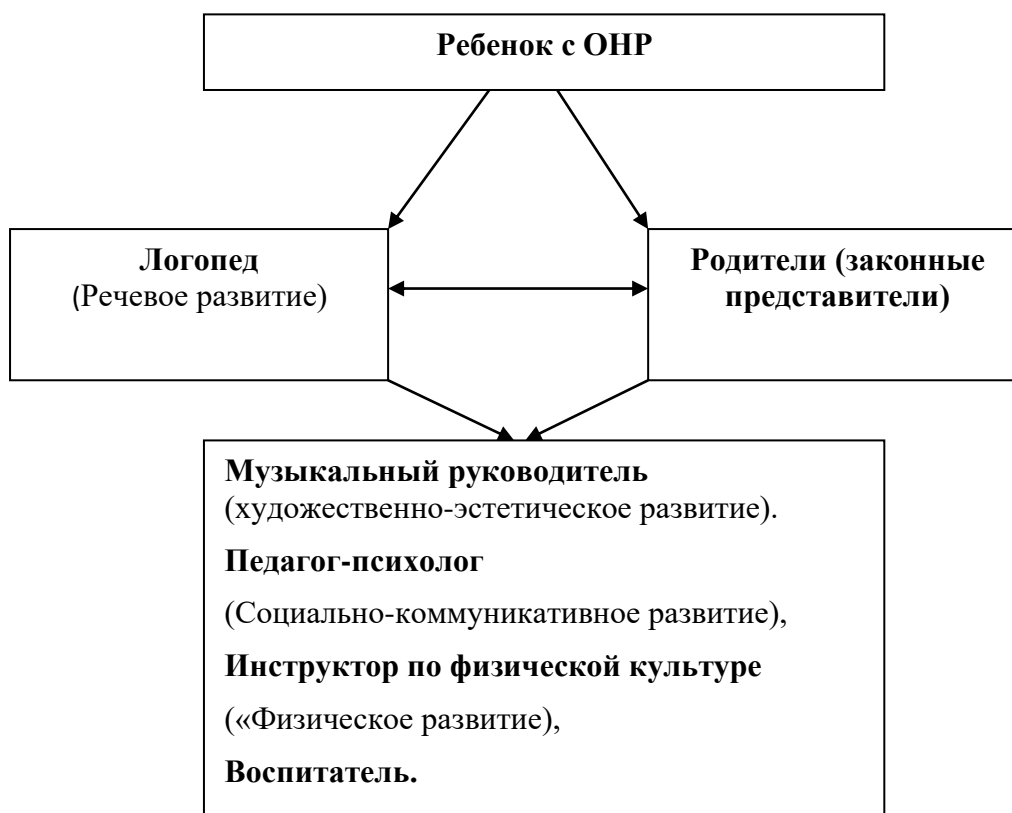 Ребенок с ОНР
Логопед
(Речевое развитие)
Родители (законные
представители)
Музыкальный руководитель
(художественно-эстетическое развитие).
Педагог-психолог
(Социально-коммуникативное развитие),
Инструктор по физической культуре
(«Физическое развитие),
Воспитатель.